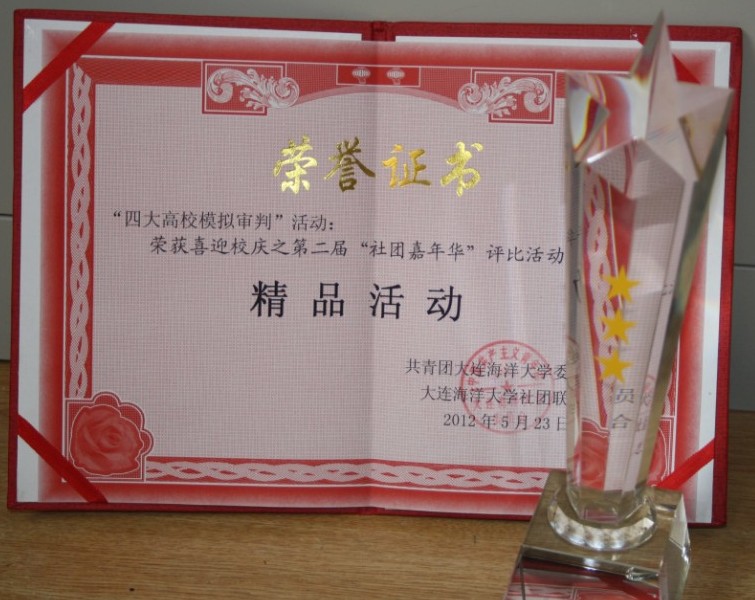 荣誉证书
“四大高校模拟审判”活动:
荣获喜迎校庆之第二届“社团嘉年华”评比活动
精品活动
共青团大连海洋大学委
员
大连海洋大学社团联
合
2012年5月23日